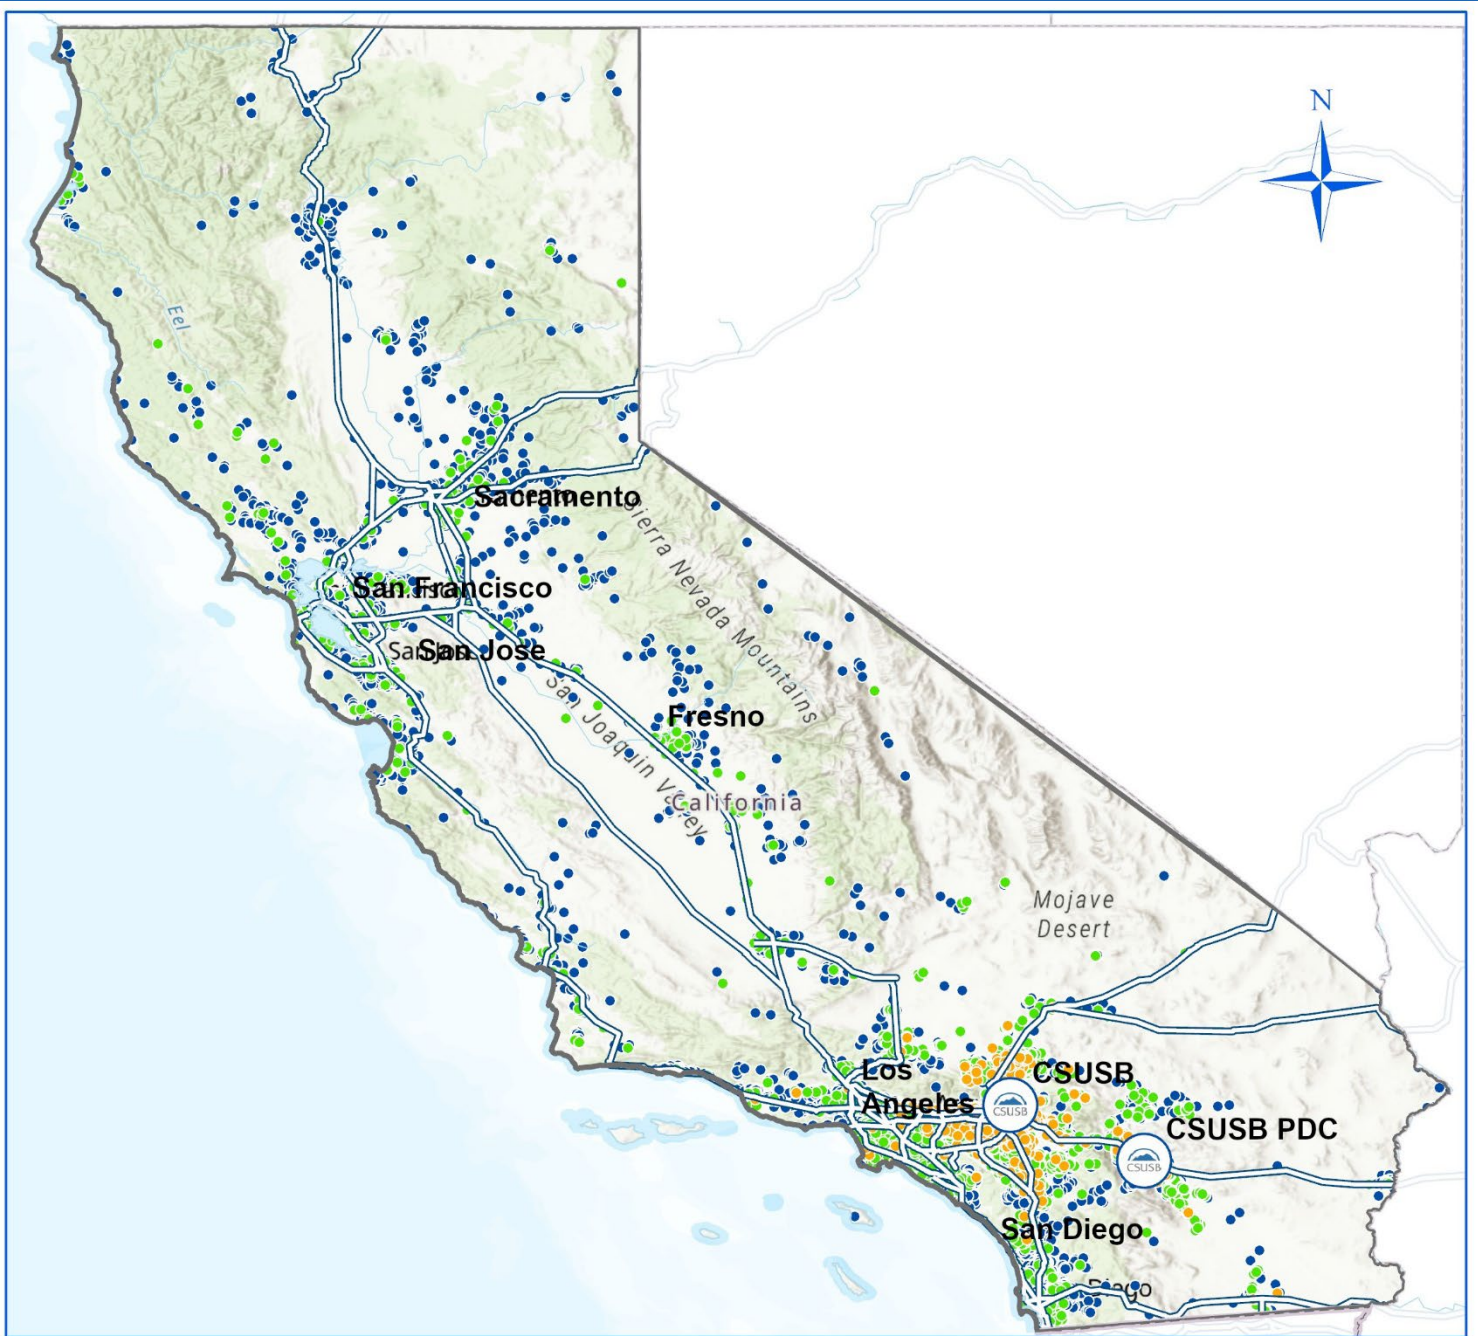 N
Eel
Sacramento
Sierra Nevada Mountains
San Francisco
San Jose
San Joaquin Valley
Fresno
California
Mojave
Desert
Los
Angeles
CSUSB
CSUSB
CSUSB PDC
CSUSB
San Diego